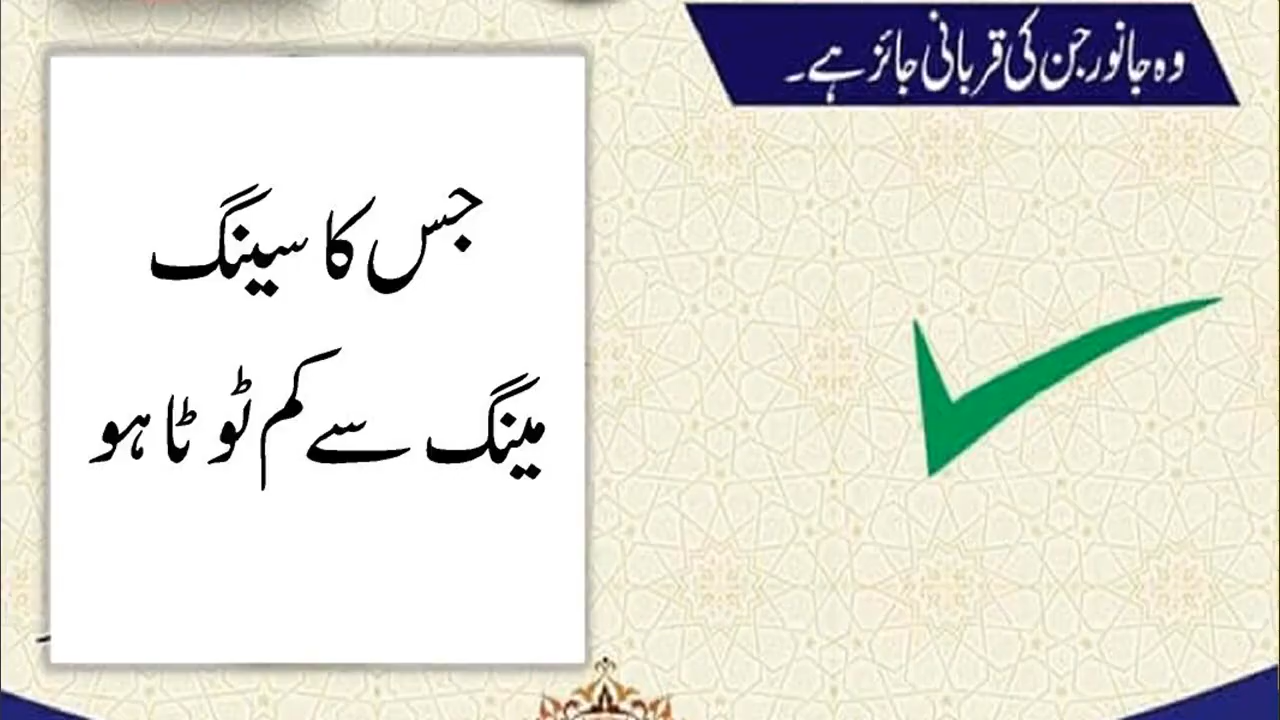 وہ جانور جن کی قربانی جائز ہے۔
جس کا سینگ
مینگ سے کم ٹوٹا ہو